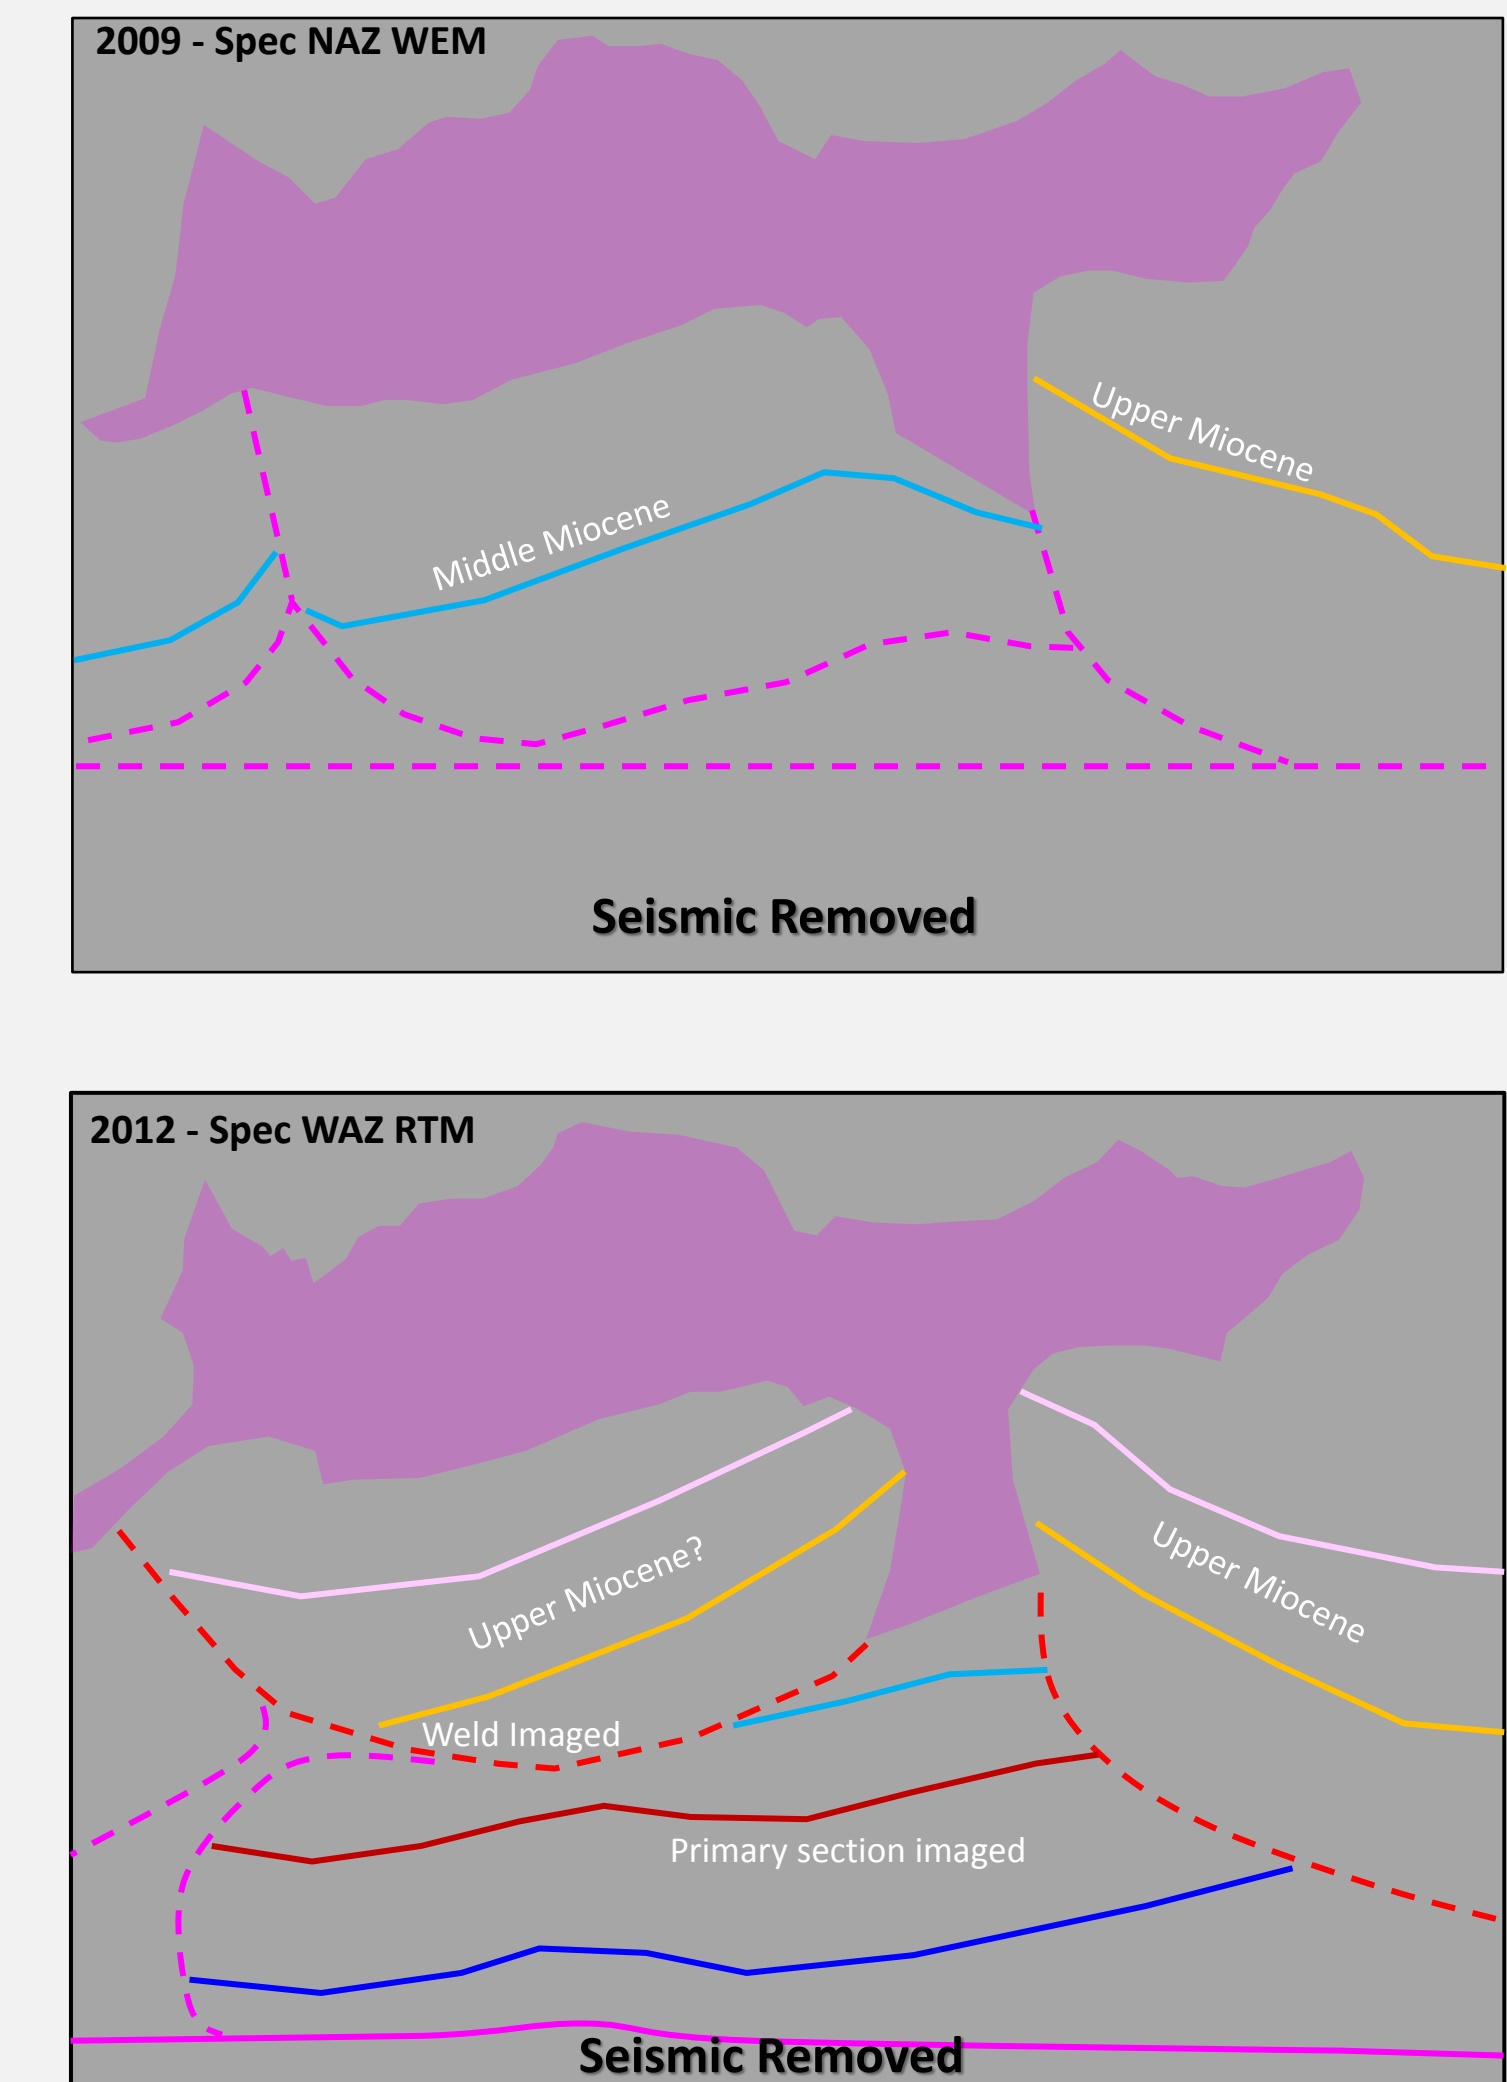 2009 - Spec NAZ WEM
Upper Miocene
Middle Miocene
Seismic Removed
2012 - Spec WAZ RTM
Upper Miocene?
Upper Miocene
Weld Imaged
Primary section imaged
Seismic Removed